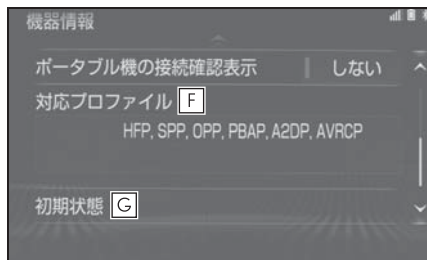 機器情報
ポータブル機の接続確認表示 しない
対応プロファイル F
HFP, SPP, OPP, PBAP, A2DP, AVRCP
初期状態 G